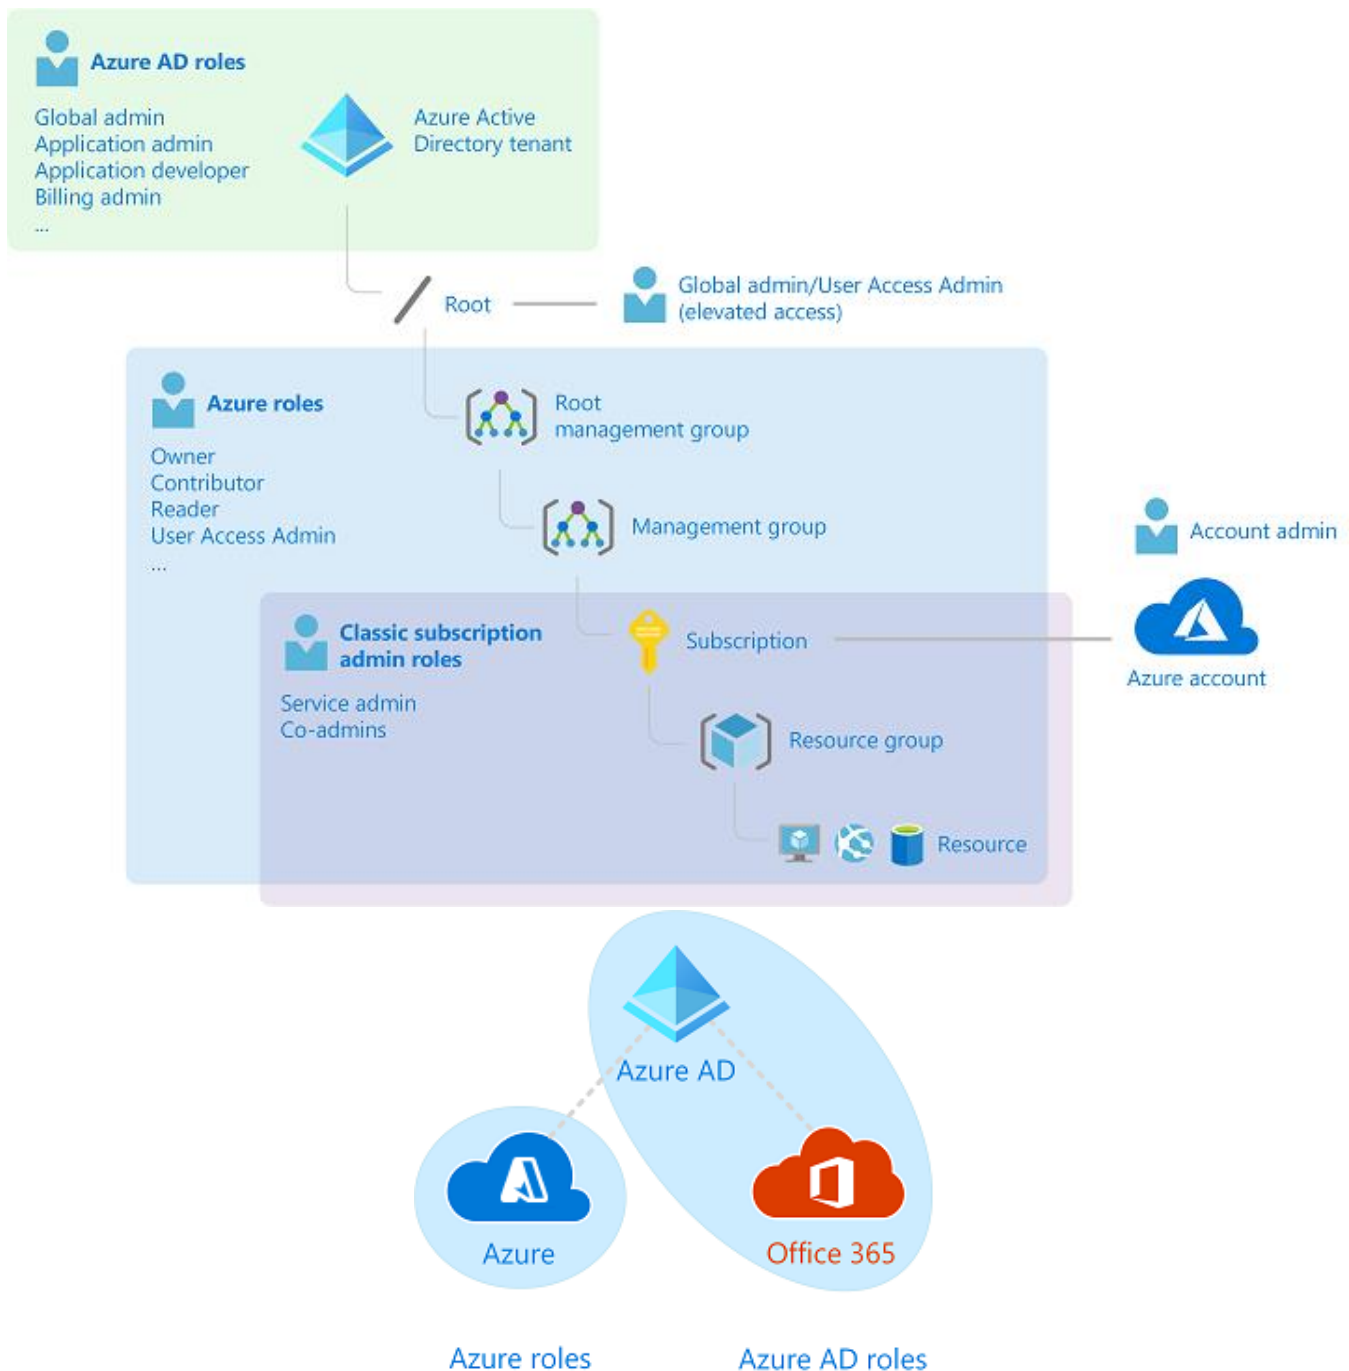 Azure AD roles
Global admin
Application admin
Application developer
Billing admin
...
Azure Active
Directory tenant
Root
Global admin/User Access Admin
(elevated access)
Azure roles
Owner
Contributor
Reader
User Access Admin
...
Root
management group
Management group
Account admin
Azure account
Classic subscription
admin roles
Service admin
Co-admins
Subscription
Resource group
Resource
Azure AD
Azure
Office 365
Azure roles
Azure AD roles